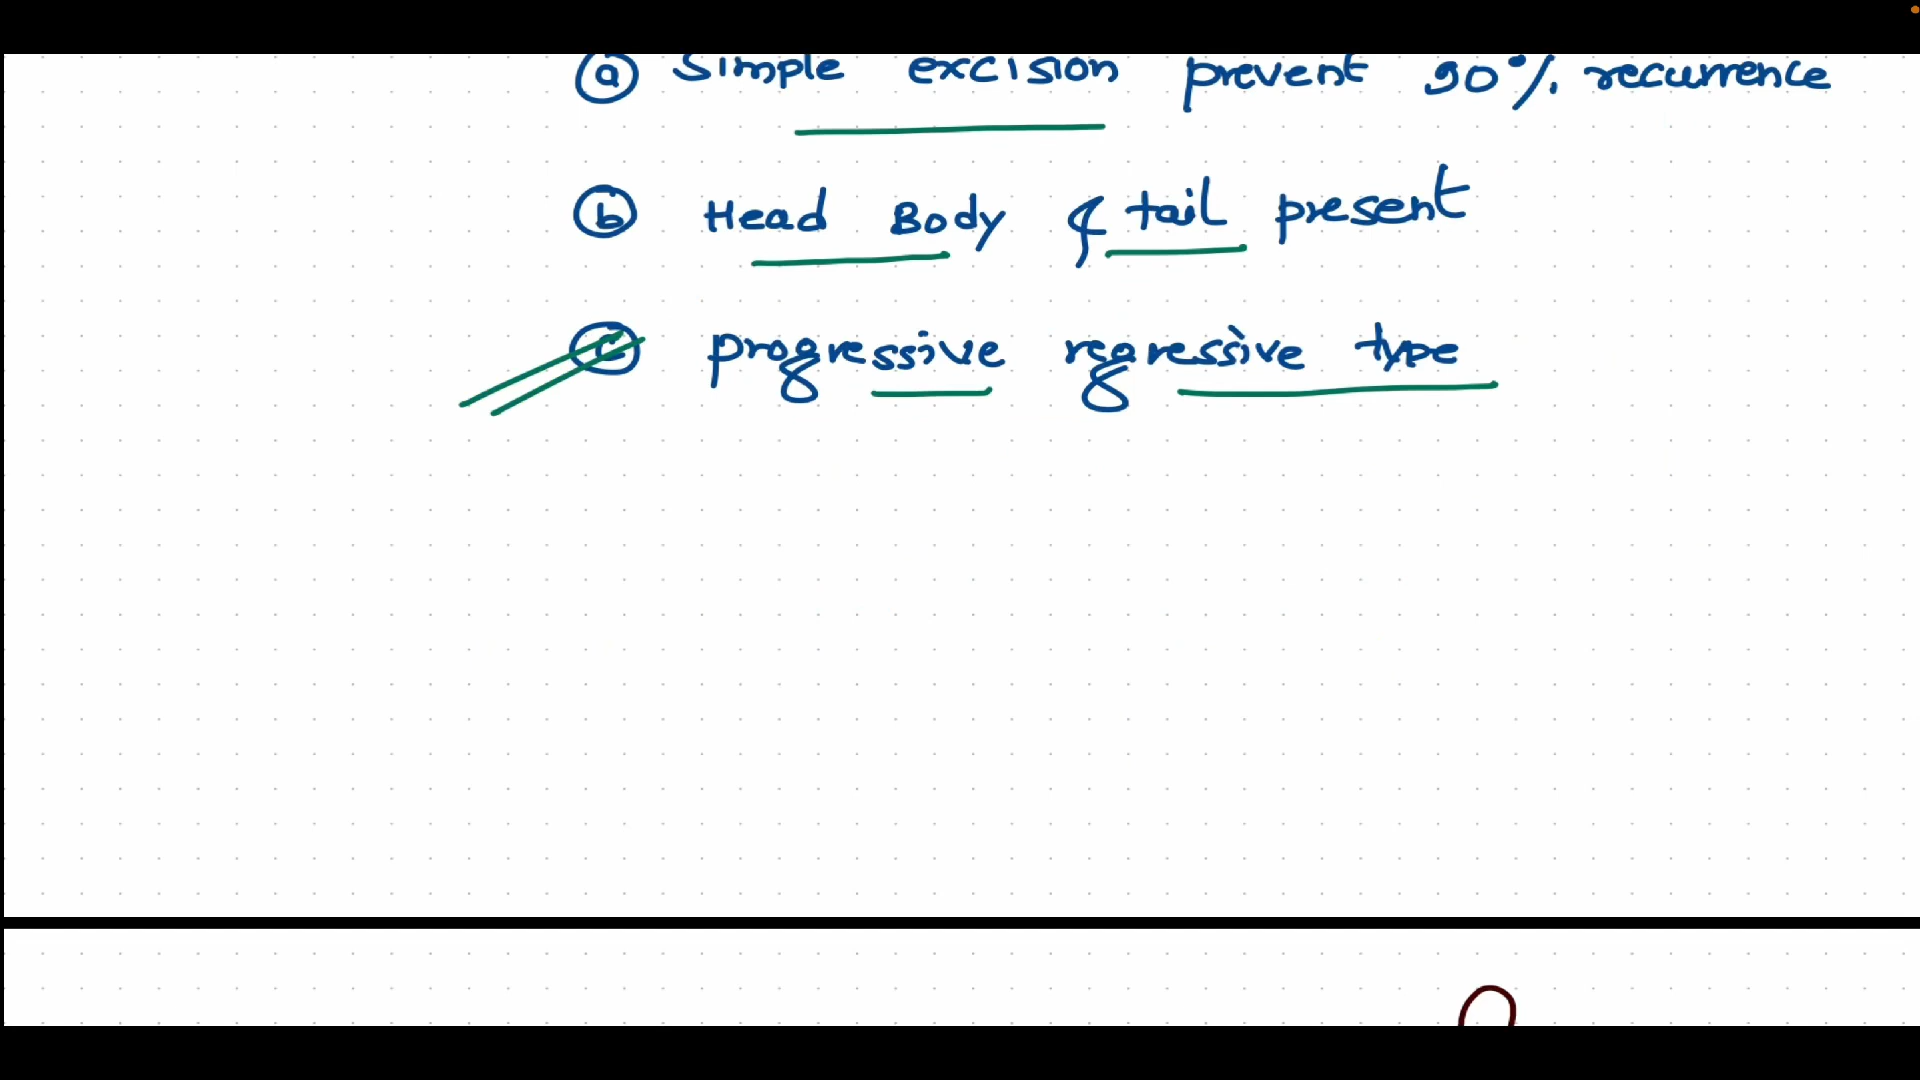 ⓐ Simple excision prevent 90% recurrence
ⓑ Head Body & tail present
ⓒ progressive regressive type